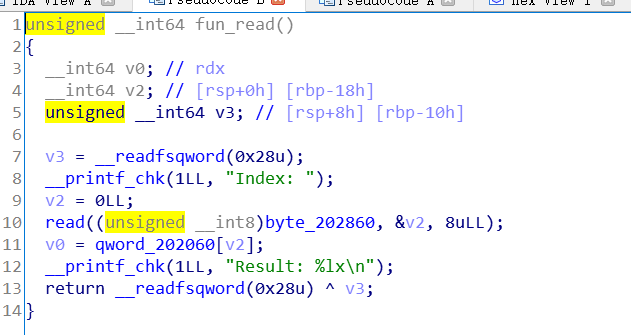 IDA View A
Pseudocode B
Pseudocode A
Hex View 1
1 unsigned __int64 fun_read()
2 {
3 __int64 v0; // rdx
4 __int64 v2; // [rsp+0h] [rbp-18h]
5 unsigned __int64 v3; // [rsp+8h] [rbp-10h]
6
7 v3 = __readfsqword(0x28u);
8 __printf_chk(1LL, "Index: ");
9 v2 = 0LL;
10 read((unsigned __int8)byte_202860, &v2, 8uLL);
11 v0 = qword_202060[v2];
12 __printf_chk(1LL, "Result: %lx\n");
13 return __readfsqword(0x28u) ^ v3;
14 }